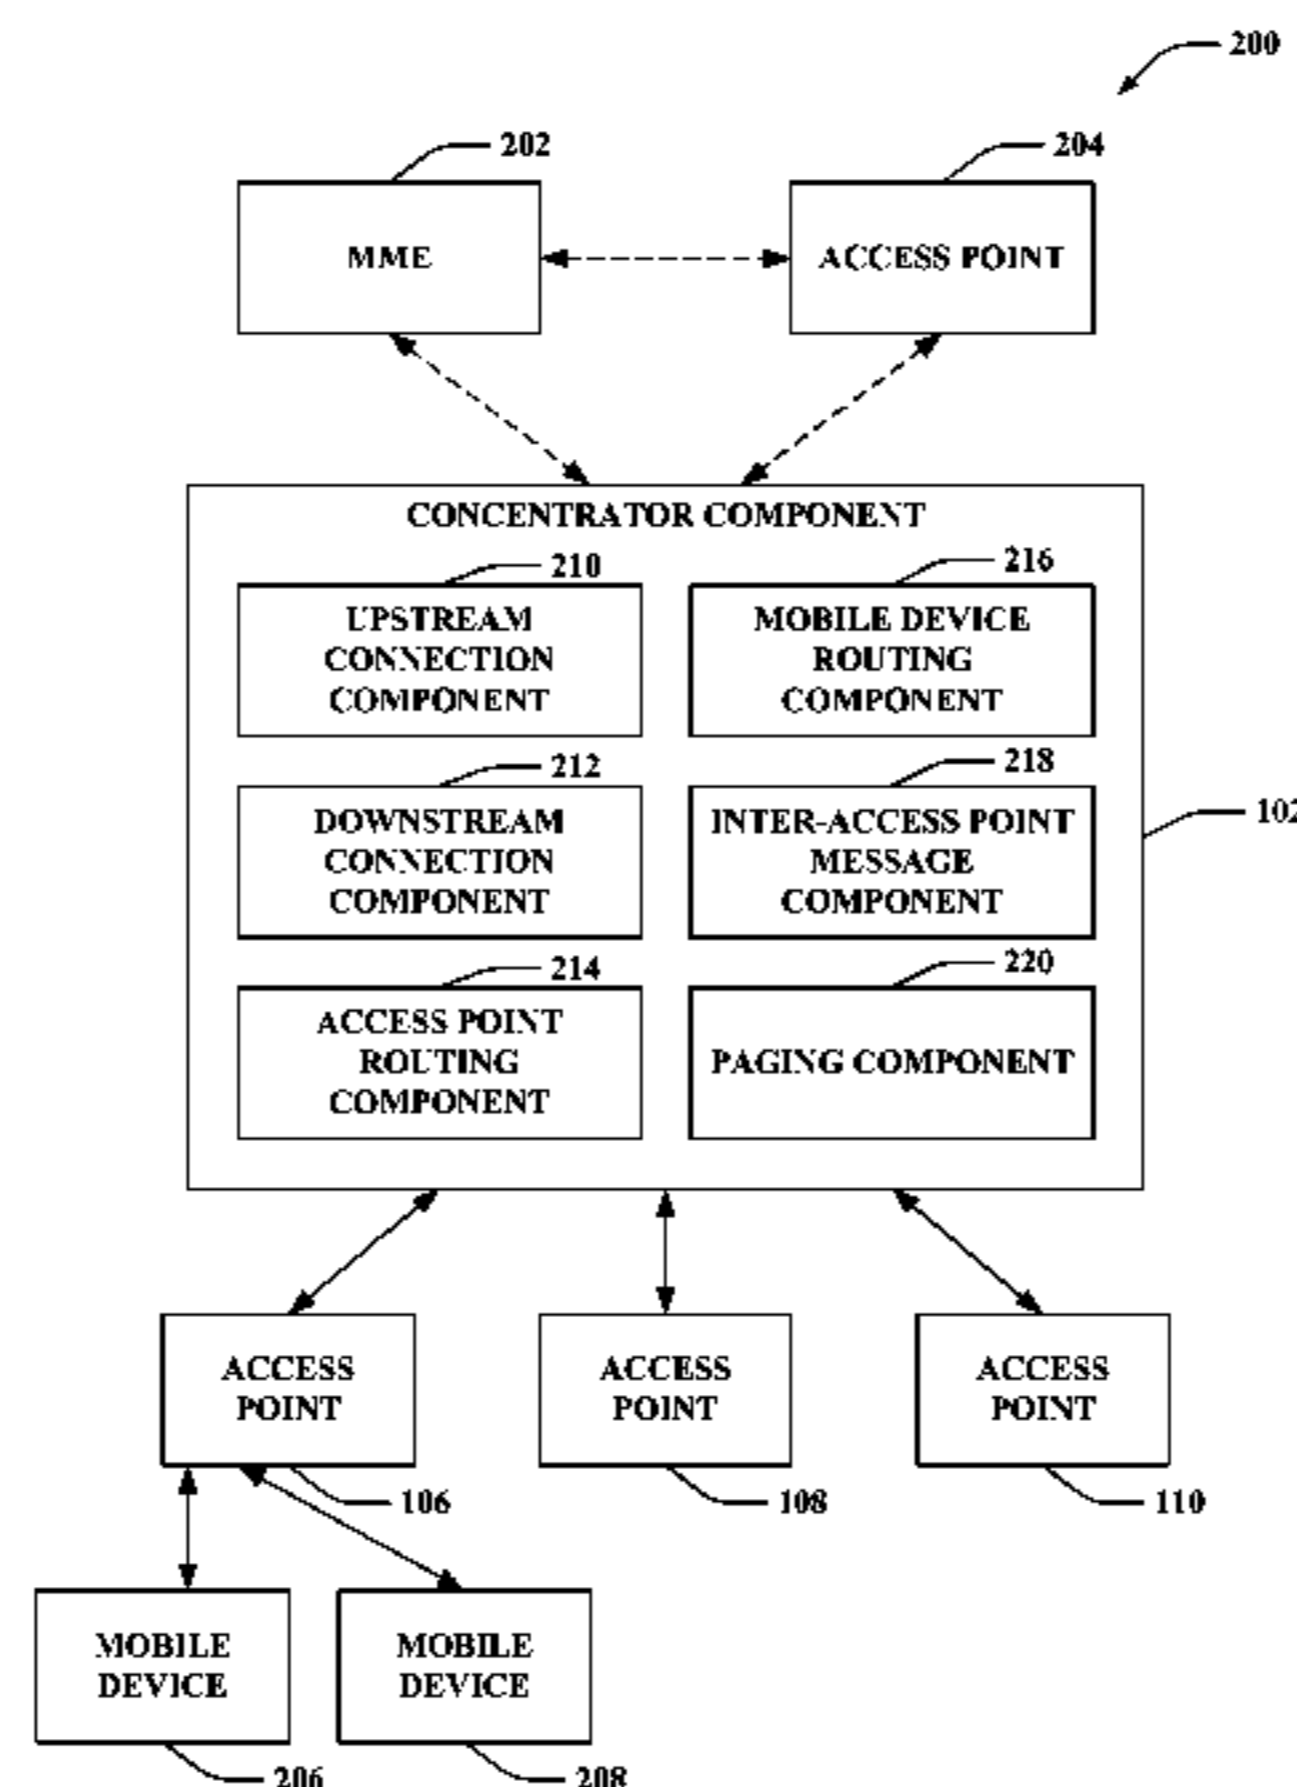 200
202
204
MME
ACCESS POINT
CONCENTRATOR COMPONENT
210
216
UPSTREAM
CONNECTION
COMPONENT
MOBILE DEVICE
ROUTING
COMPONENT
212
218
DOWNSTREAM
CONNECTION
COMPONENT
INTER-ACCESS POINT
MESSAGE
COMPONENT
102
214
220
ACCESS POINT
ROUTING
COMPONENT
PAGING COMPONENT
ACCESS
POINT
ACCESS
POINT
ACCESS
POINT
106
108
110
MOBILE
DEVICE
MOBILE
DEVICE
206
208